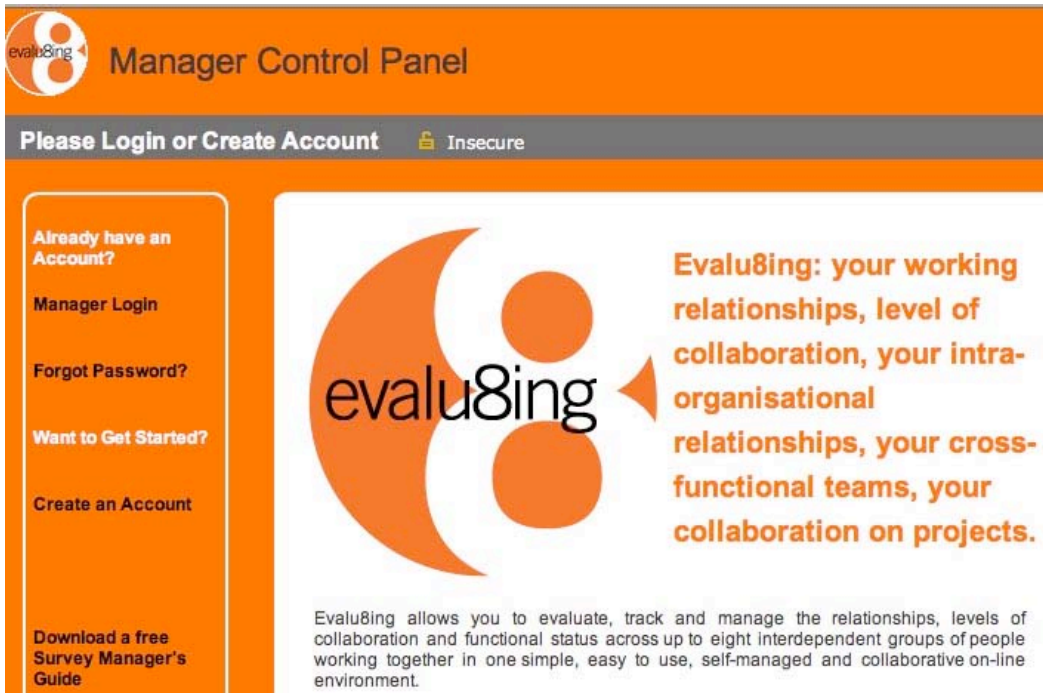 evalu8ing
Manager Control Panel
Please Login or Create Account
Insecure
Already have an
Account?
Manager Login
Forgot Password?
Want to Get Started?
Create an Account
Download a free
Survey Manager's
Guide
evalu8ing
Evalu8ing: your working
relationships, level of
collaboration, your intra-
organisational
relationships, your cross-
functional teams, your
collaboration on projects.
Evalu8ing allows you to evaluate, track and manage the relationships, levels of
collaboration and functional status across up to eight interdependent groups of people
working together in one simple, easy to use, self-managed and collaborative on-line
environment.